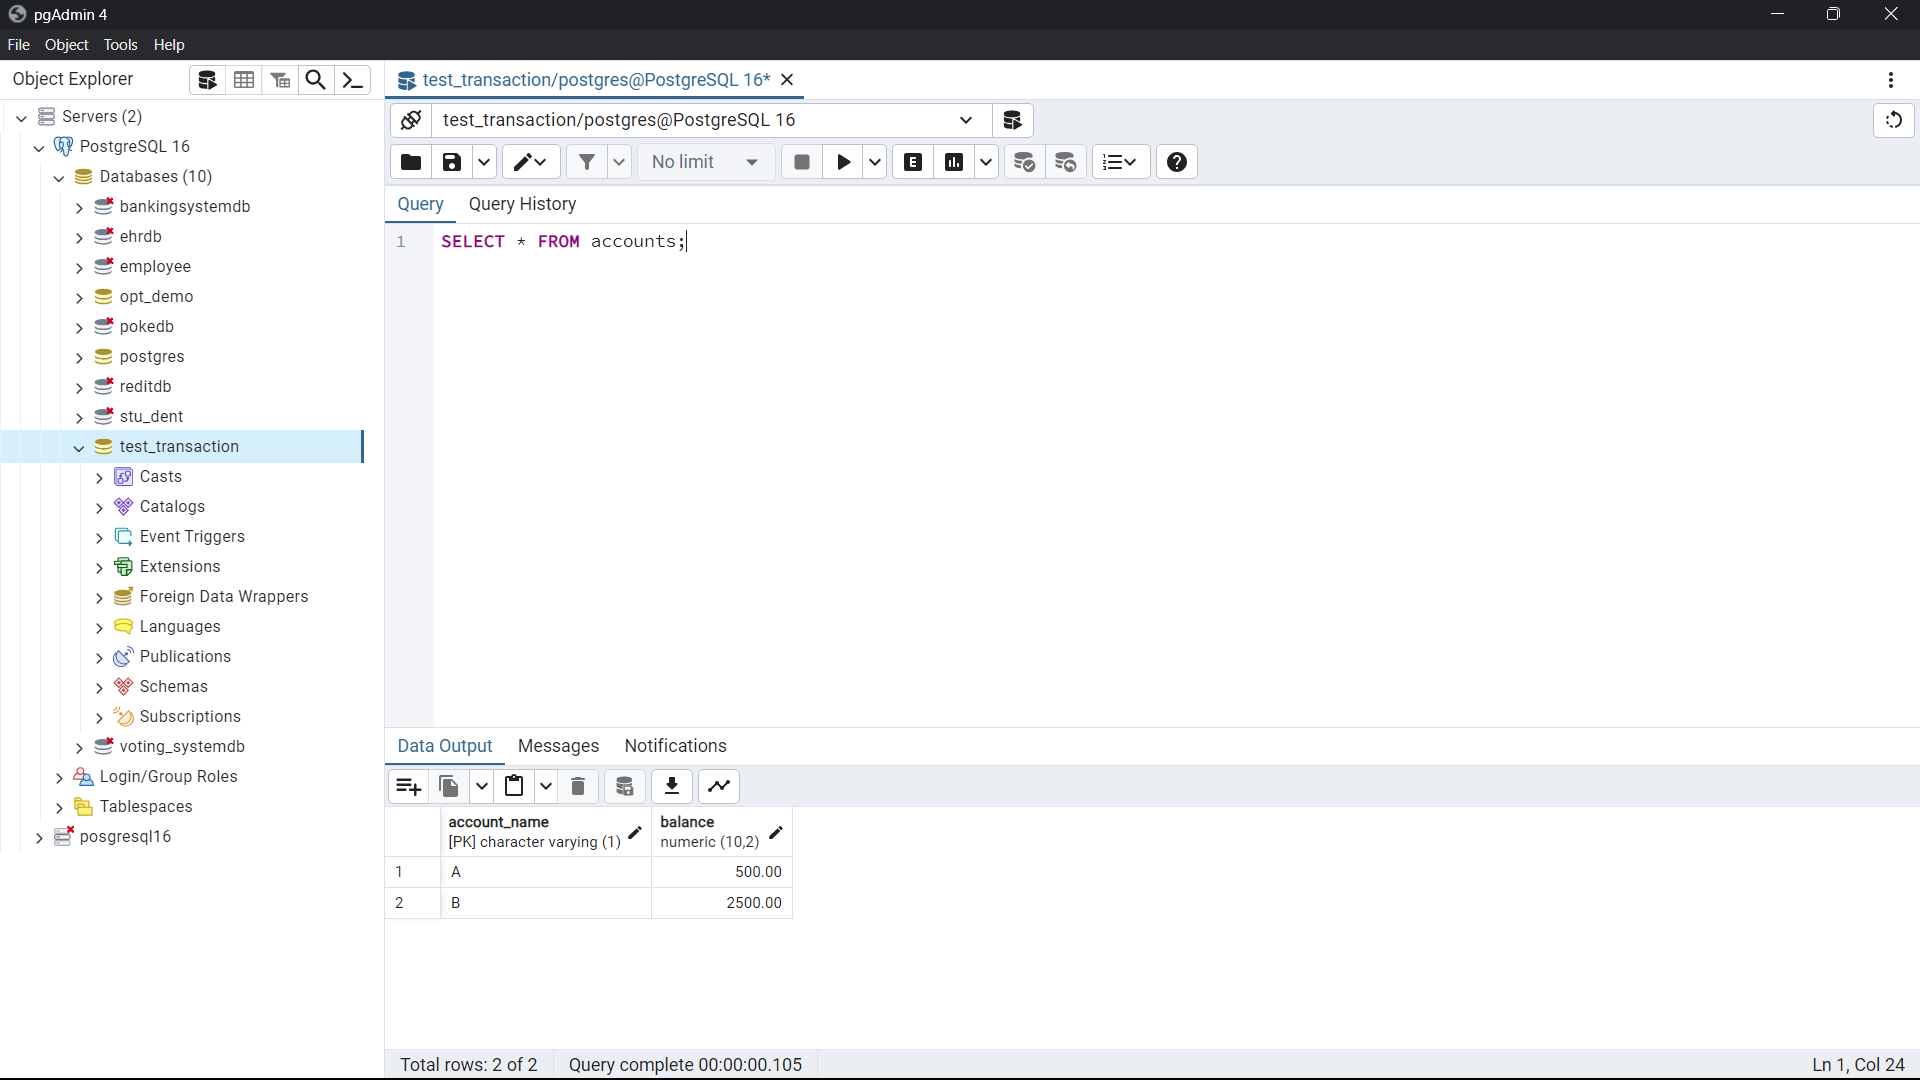 pgAdmin 4
File Object Tools Help
Object Explorer
Servers (2)
PostgreSQL 16
Databases (10)
bankingsystemdb
ehrdb
employee
opt_demo
pokedb
postgres
reditdb
stu_dent
test_transaction
Casts
Catalogs
Event Triggers
Extensions
Foreign Data Wrappers
Languages
Publications
Schemas
Subscriptions
voting_systemdb
Login/Group Roles
Tablespaces
posgresql16
test_transaction/postgres@PostgreSQL 16*
test_transaction/postgres@PostgreSQL 16
No limit
E
Query Query History
1 SELECT * FROM accounts;
Data Output Messages Notifications
account_name balance
[PK] character varying (1) numeric (10,2)
1 A 500.00
2 B 2500.00
Total rows: 2 of 2 Query complete 00:00:00.105 Ln 1, Col 24